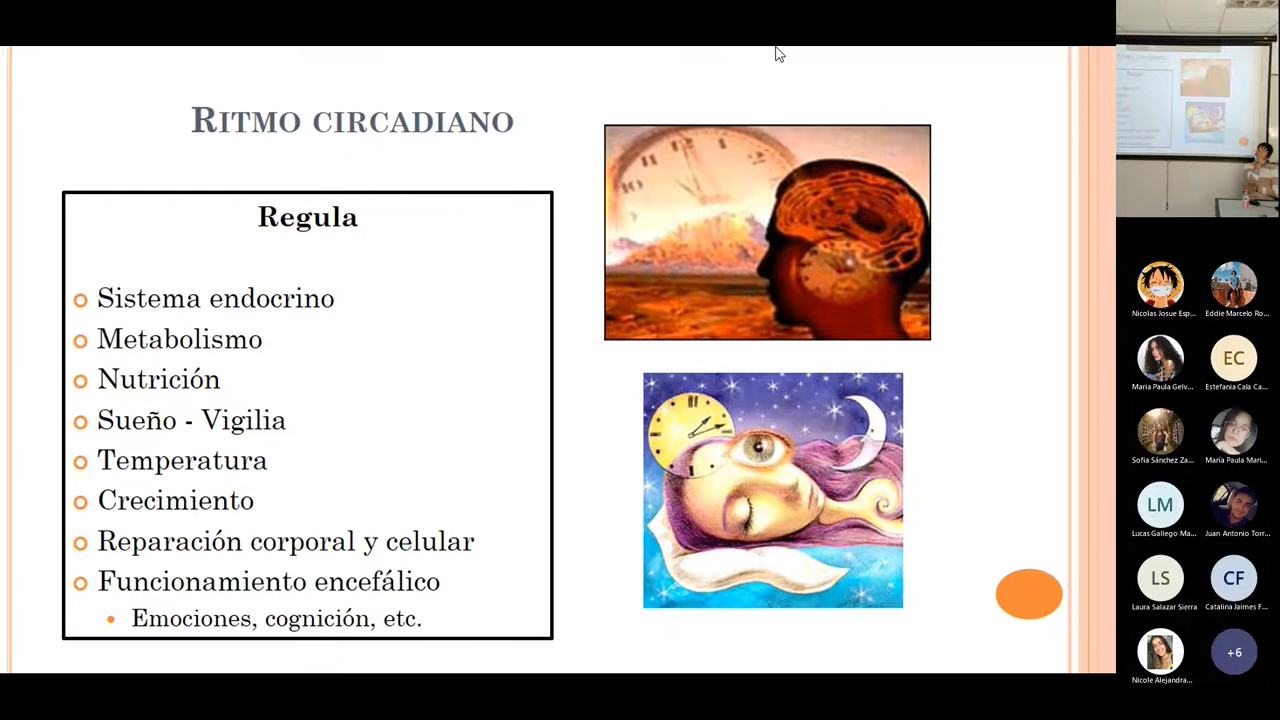 RITMO CIRCADIANO
Regula
Sistema endocrino
Metabolismo
Nutrición
Sueño - Vigilia
Temperatura
Crecimiento
Reparación corporal y celular
Funcionamiento encefálico
Emociones, cognición, etc.
Nicolas Josue Esp...
Eddie Marcelo Ro...
Maria Paula Gelv...
EC
Estefania Cala Ca...
Sofia Sánchez Za...
María Paula Mari...
LM
Lucas Gallego Ma...
Juan Antonio Torr...
LS
Laura Salazar Sierra
CF
Catalina Jaimes F...
Nicole Alejandra...
+6